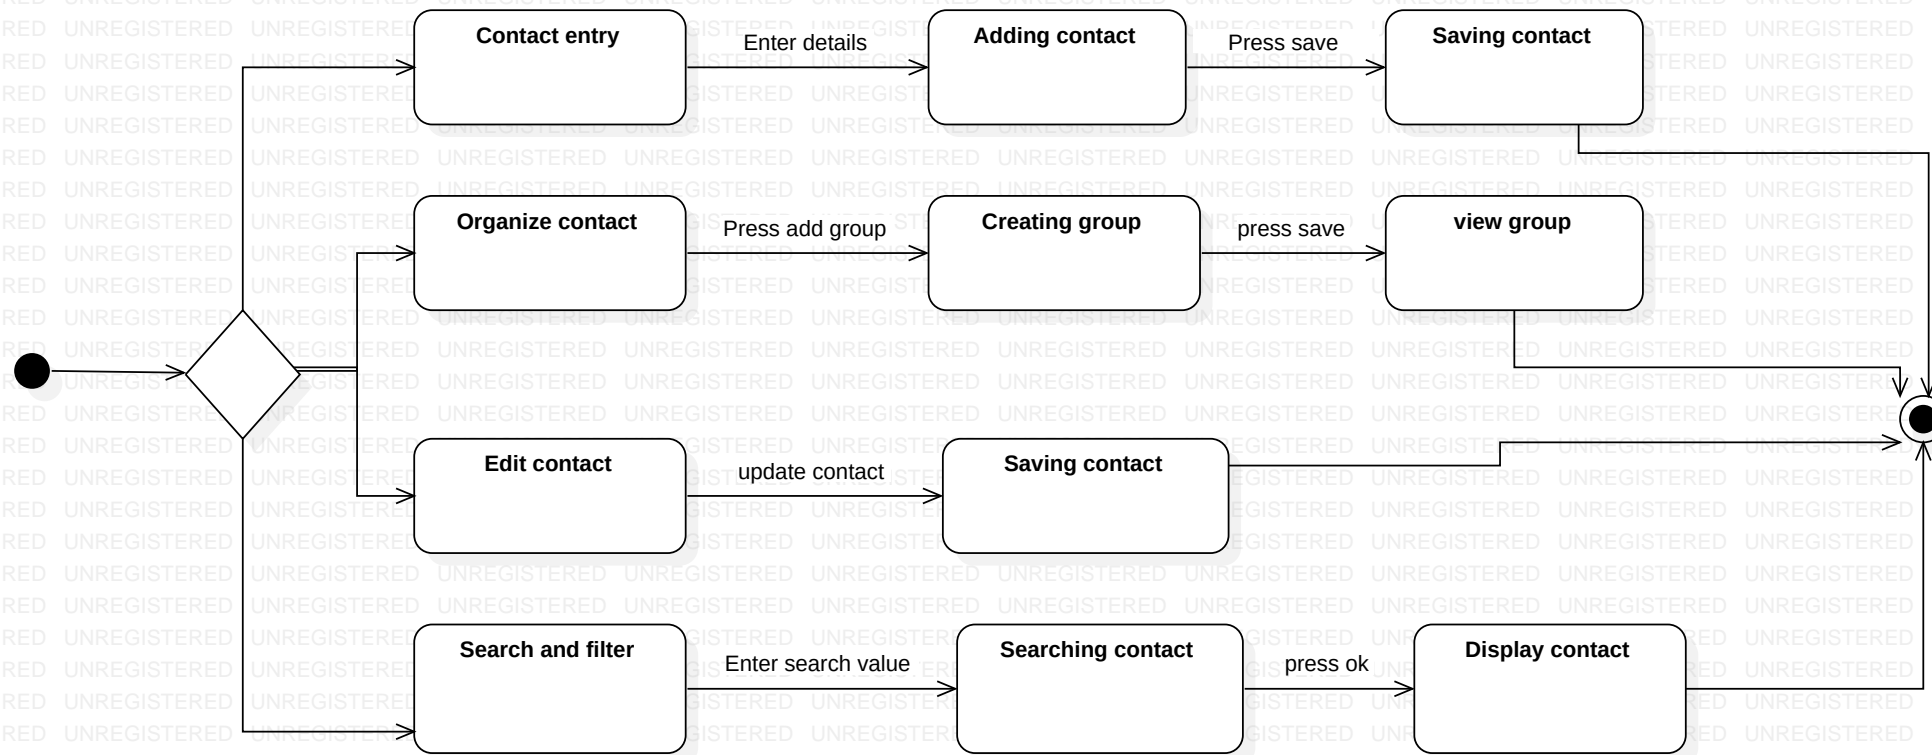 Contact entry
Enter details
Adding contact
Press save
Saving contact
Organize contact
Press add group
Creating group
press save
view group
Edit contact
update contact
Saving contact
Search and filter
Enter search value
Searching contact
press ok
Display contact
UNREGISTERED